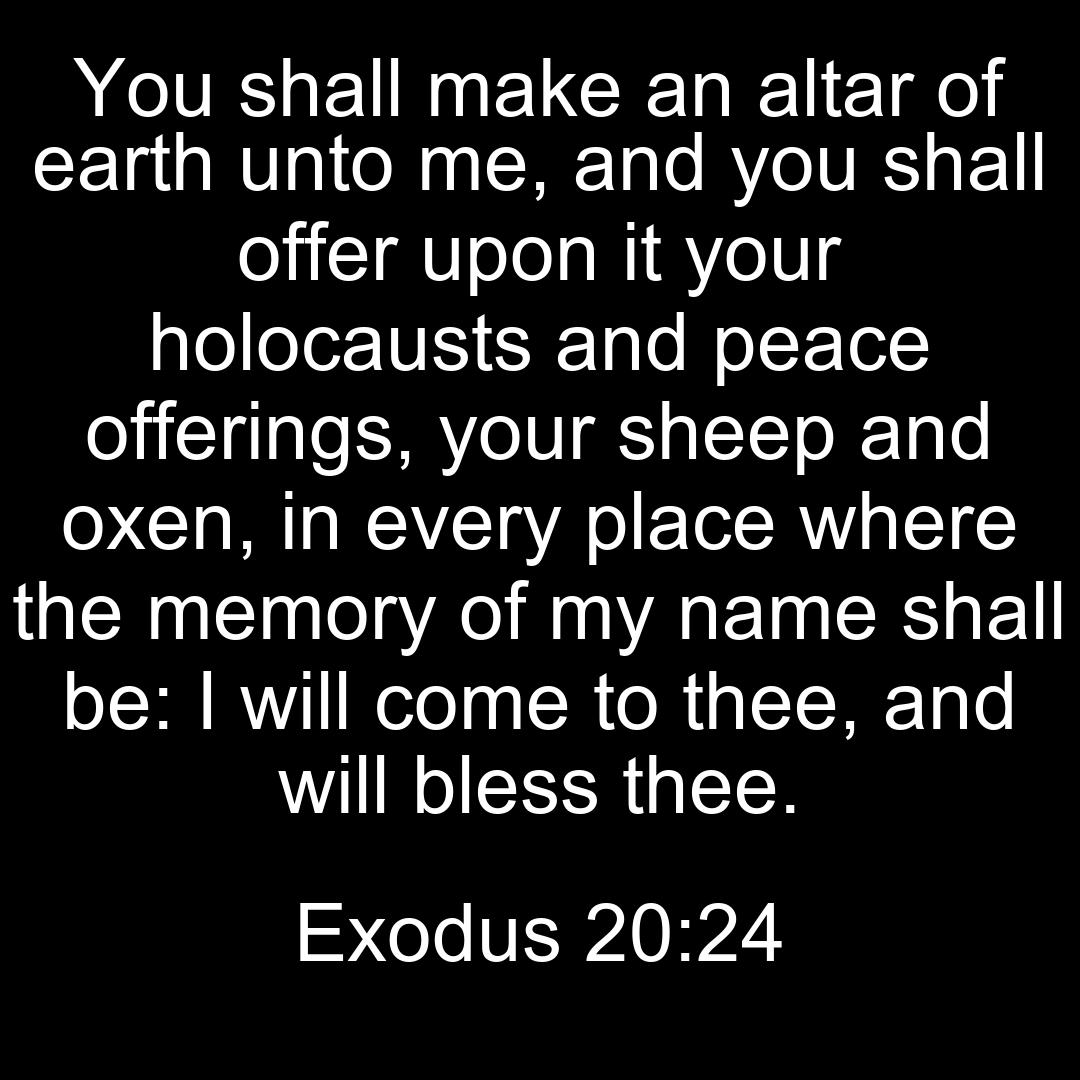 You shall make an altar of
earth unto me, and you shall
offer upon it your
holocausts and peace
offerings, your sheep and
oxen, in every place where
the memory of my name shall
be: I will come to thee, and
will bless thee.
Exodus 20:24